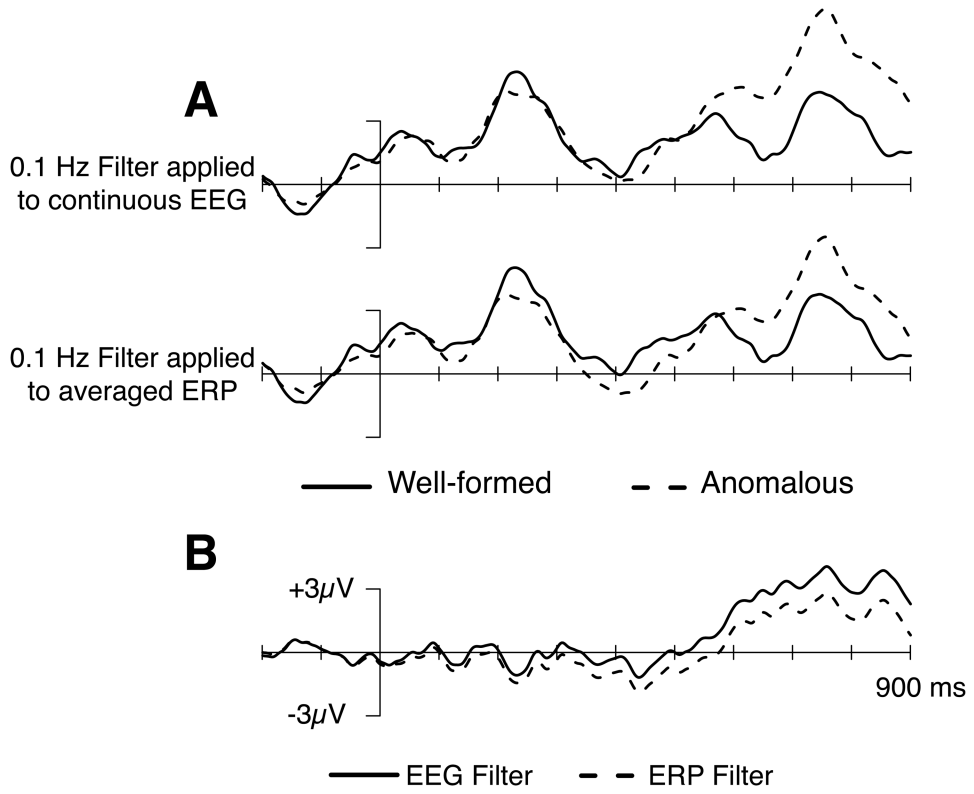 A
0.1 Hz Filter applied
to continuous EEG
0.1 Hz Filter applied
to averaged ERP
Well-formed
Anomalous
B
+3µV
-3µV
900 ms
EEG Filter
ERP Filter